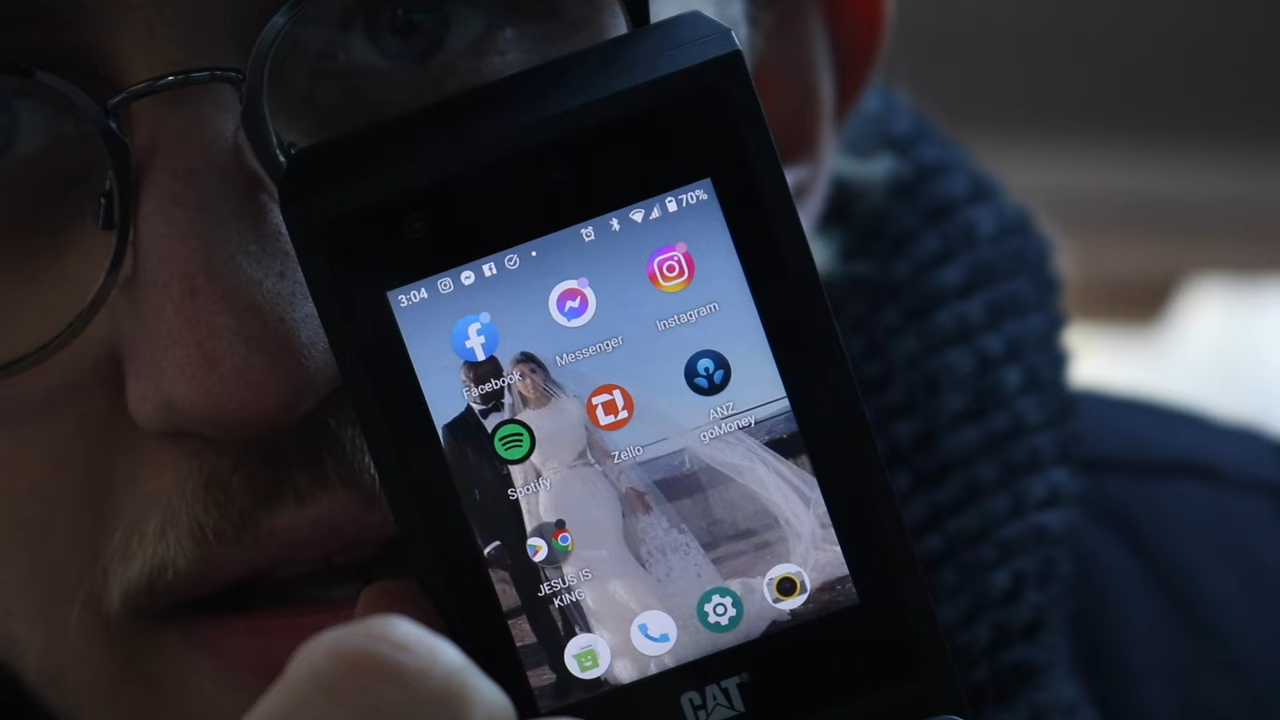 3:04
70%
Facebook
Messenger
Instagram
Spotify
Zello
ANZ
goMoney
JESUS IS
KING
CAT